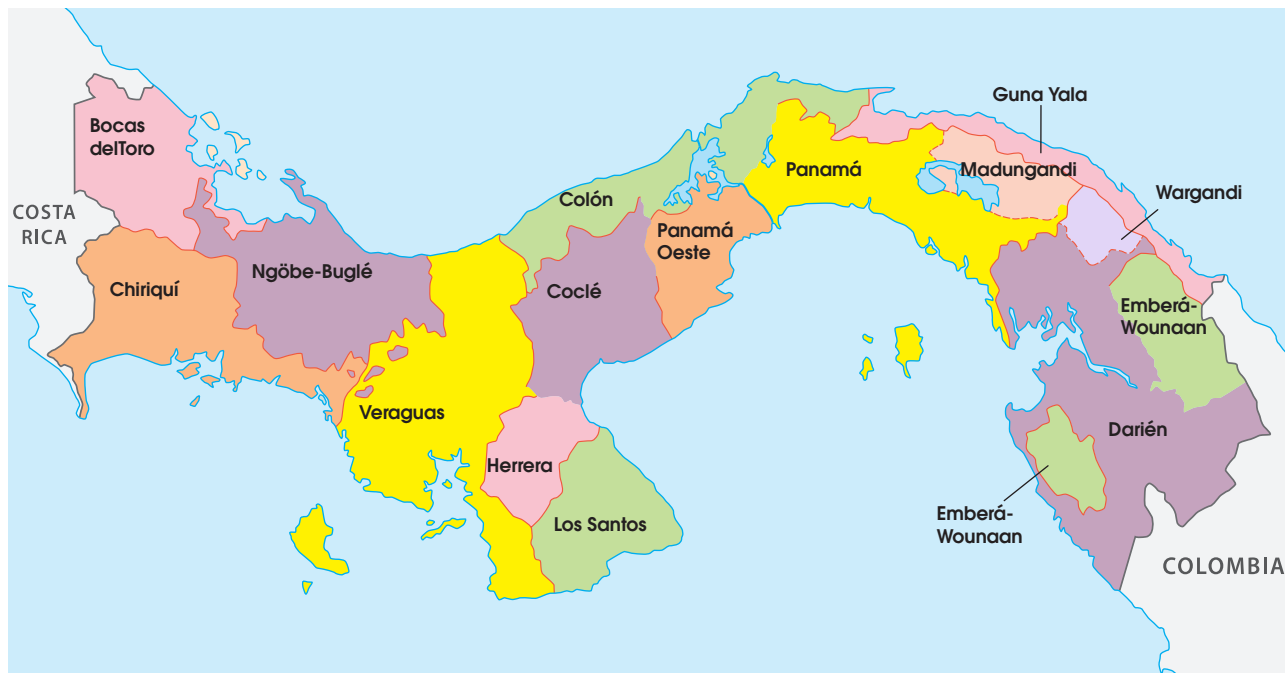 Bocas
delToro
COSTA
RICA
Chiriquí
Ngöbe-Buglé
Veraguas
Herrera
Los Santos
Coclé
Colón
Panamá
Oeste
Panamá
Guna Yala
Madungandi
Wargandi
Emberá-
Wounaan
Darién
Emberá-
Wounaan
COLOMBIA